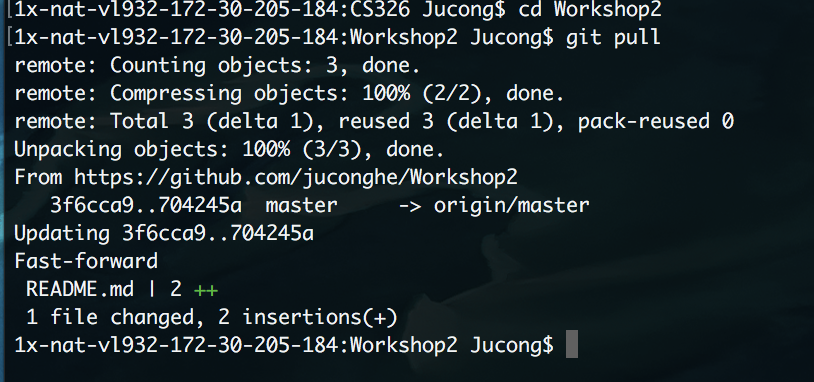 [1x-nat-vl932-172-30-205-184:CS326 Jucong$ cd Workshop2
[1x-nat-vl932-172-30-205-184:Workshop2 Jucong$ git pull
remote: Counting objects: 3, done.
remote: Compressing objects: 100% (2/2), done.
remote: Total 3 (delta 1), reused 3 (delta 1), pack-reused 0
Unpacking objects: 100% (3/3), done.
From https://github.com/juconghe/Workshop2
   3f6cca9..704245a  master     -> origin/master
Updating 3f6cca9..704245a
Fast-forward
 README.md | 2 ++
 1 file changed, 2 insertions(+)
1x-nat-vl932-172-30-205-184:Workshop2 Jucong$